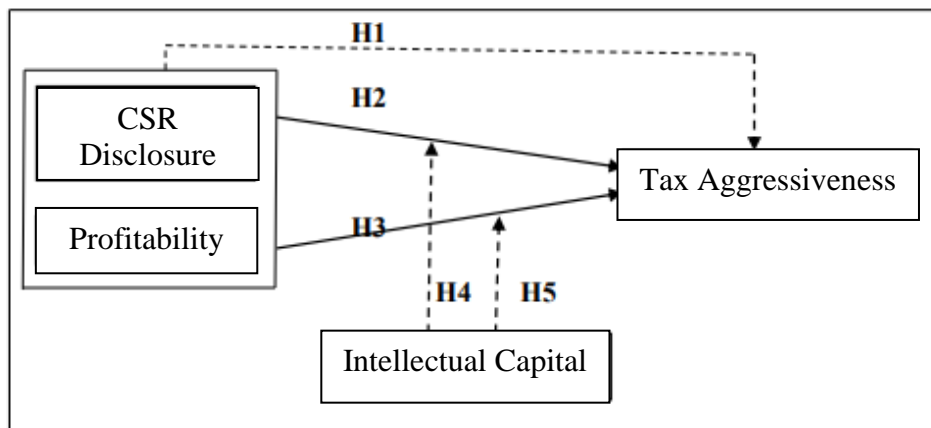 H1
H2
CSR
Disclosure
Tax Aggressiveness
Profitability
H3
H4
H5
Intellectual Capital